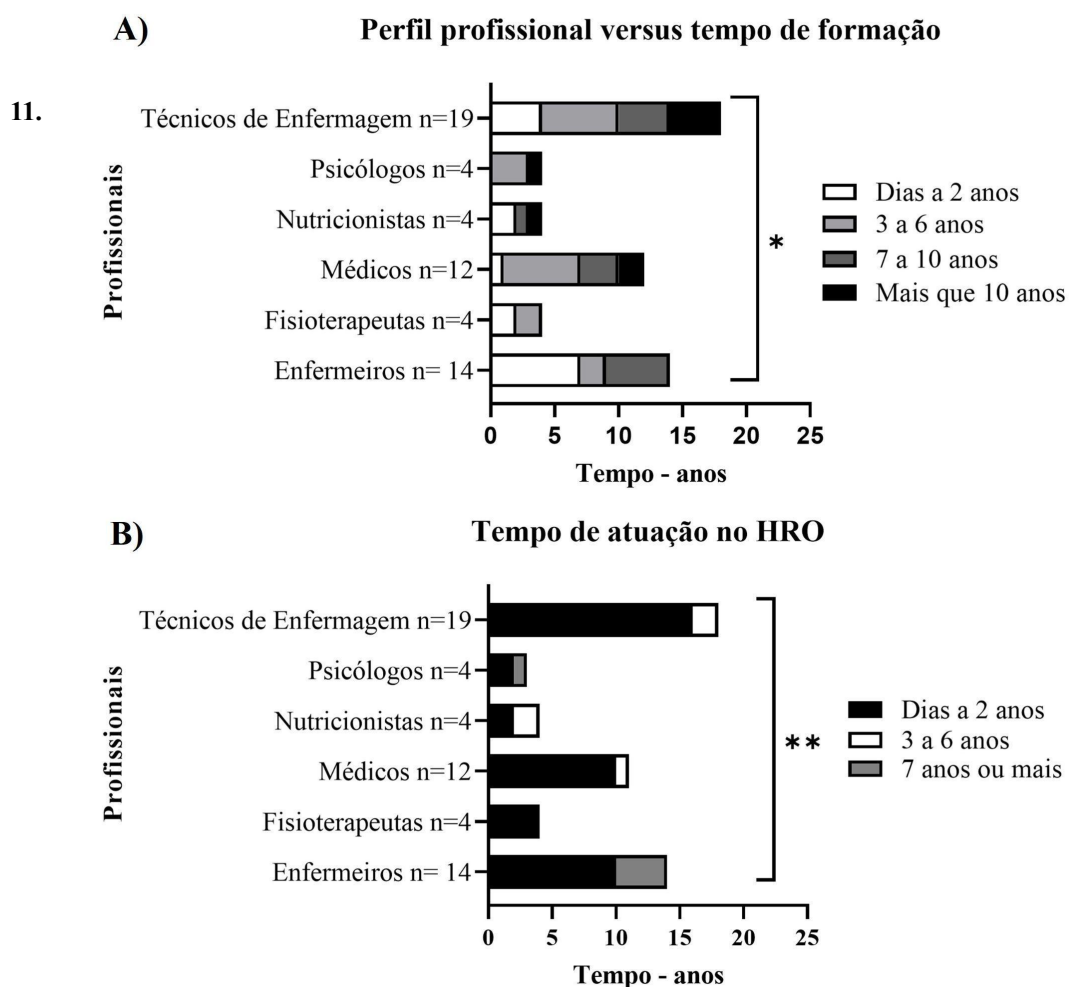 A) Perfil profissional versus tempo de formação
11.
Profissionais
Técnicos de Enfermagem n=19
Psicólogos n=4
Nutricionistas n=4
Médicos n=12
Fisioterapeutas n=4
Enfermeiros n= 14
*
Dias a 2 anos
3 a 6 anos
7 a 10 anos
Mais que 10 anos
0 5 10 15 20 25
Tempo - anos
B) Tempo de atuação no HRO
Profissionais
Técnicos de Enfermagem n=19
Psicólogos n=4
Nutricionistas n=4
Médicos n=12
Fisioterapeutas n=4
Enfermeiros n= 14
**
Dias a 2 anos
3 a 6 anos
7 anos ou mais
0 5 10 15 20 25
Tempo - anos